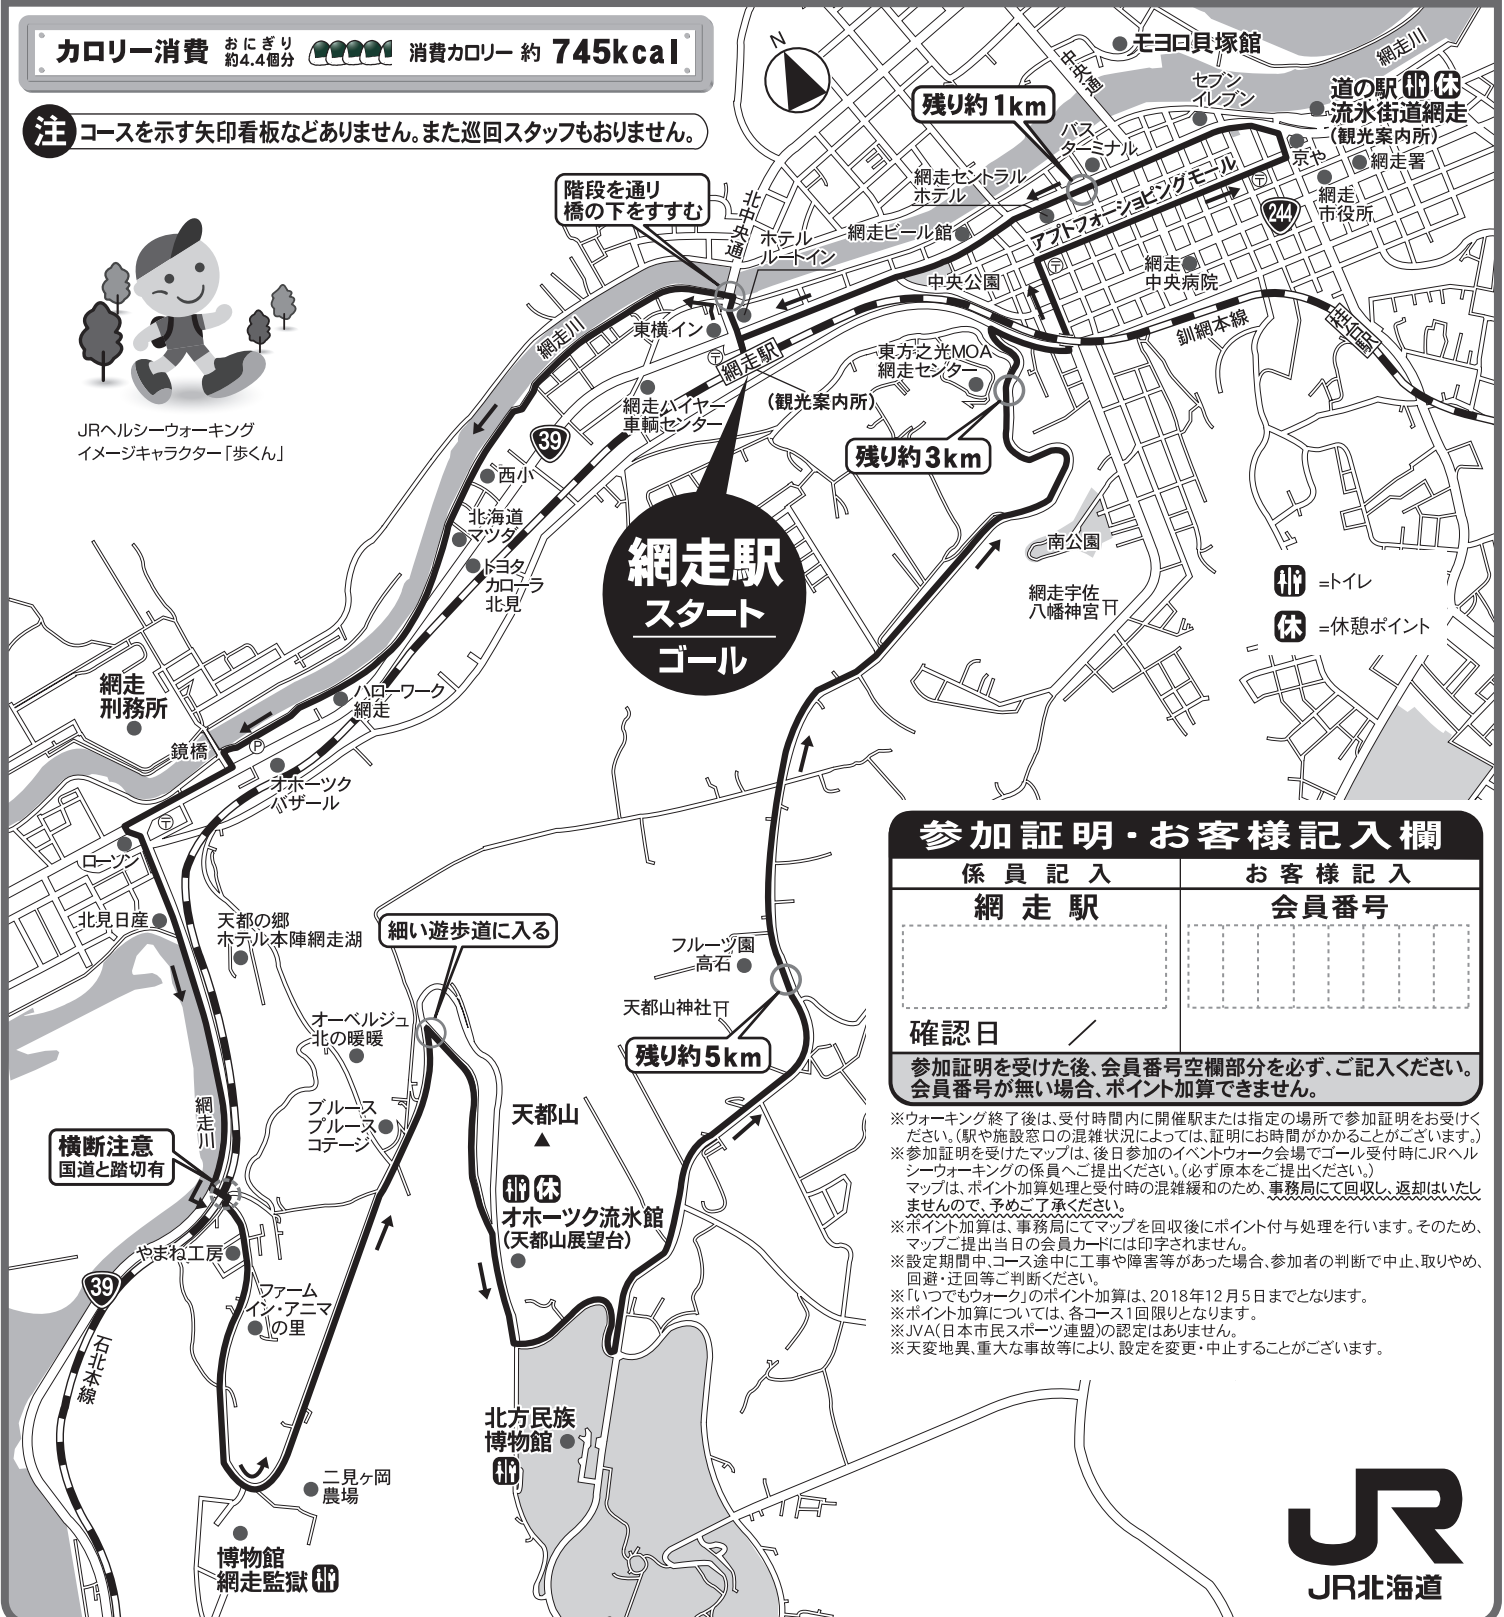 カロリー消費
おにぎり
約4.4個分
消費カロリー 約 745kcal
注 コースを示す矢印看板などありません。また巡回スタッフもおりません。
N
中央通
モヨロ貝塚館
網走川
セブン
イレブン
道の駅 休
流氷街道網走
(観光案内所)
残り約1km
バス
ターミナル
京や
網走署
網走
市役所
階段を通り
橋の下をすすむ
北中央通
網走セントラル
ホテル
〒
アプトフォーショピングモール
244
ホテル
ルートイン
網走ビール館
〒
網走
中央病院
中央公園
東横イン
網走川
〒
網走駅
釧網本線
桂台駅
東方之光MOA
網走センター
(観光案内所)
網走ハイヤー
車輌センター
JRヘルシーウォーキング
イメージキャラクター「歩くん」
39
残り約3km
西小
北海道
マツダ
トヨタ
カローラ
北見
網走駅
スタート
ゴール
南公園
網走宇佐
八幡神宮
=トイレ
休 =休憩ポイント
網走
刑務所
ハローワーク
網走
鏡橋
P
オホーツク
バザール
〒
ローソン
北見日産
天都の郷
ホテル本陣網走湖
細い遊歩道に入る
フルーツ園
高石
天都山神社
オーベルジュ
北の暖暖
残り約5km
網走川
ブルース
ブルース
コテージ
天都山
▲
横断注意
国道と踏切有
休
オホーツク流氷館
(天都山展望台)
やまね工房
39
ファーム
イン・アニマ
の里
石北本線
北方民族
博物館
二見ヶ岡
農場
博物館
網走監獄
参加証明・お客様記入欄
係員記入
お客様記入
網走駅
会員番号
確認日 ／
参加証明を受けた後、会員番号空欄部分を必ず、ご記入ください。
会員番号が無い場合、ポイント加算できません。
※ウォーキング終了後は、受付時間内に開催駅または指定の場所で参加証明をお受けく
ださい。(駅や施設窓口の混雑状況によっては、証明にお時間がかかることがございます。)
※参加証明を受けたマップは、後日参加のイベントウォーク会場でゴール受付時にJRヘル
シーウォーキングの係員へご提出ください。(必ず原本をご提出ください。)
マップは、ポイント加算処理と受付時の混雑緩和のため、事務局にて回収し、返却はいたし
ませんので、予めご了承ください。
※ポイント加算は、事務局にてマップを回収後にポイント付与処理を行います。そのため、
マップご提出当日の会員カードには印字されません。
※設定期間中、コース途中に工事や障害等があった場合、参加者の判断で中止、取りやめ、
回避・迂回等ご判断ください。
※「いつでもウォーク」のポイント加算は、2018年12月5日までとなります。
※ポイント加算については、各コース1回限りとなります。
※JVA(日本市民スポーツ連盟)の認定はありません。
※天変地異、重大な事故等により、設定を変更・中止することがございます。
JR
JR北海道